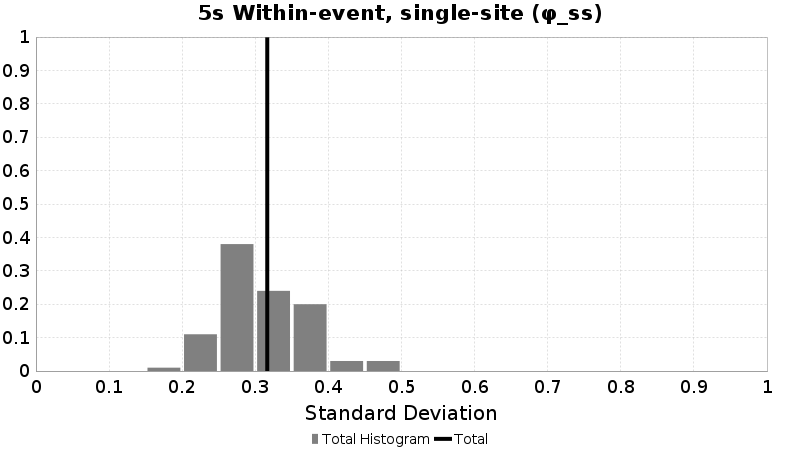 5s Within-event, single-site (φ_ss)
1
0.9
0.8
0.7
0.6
0.5
0.4
0.3
0.2
0.1
0
0 0.1 0.2 0.3 0.4 0.5 0.6 0.7 0.8 0.9 1
Standard Deviation
Total Histogram Total